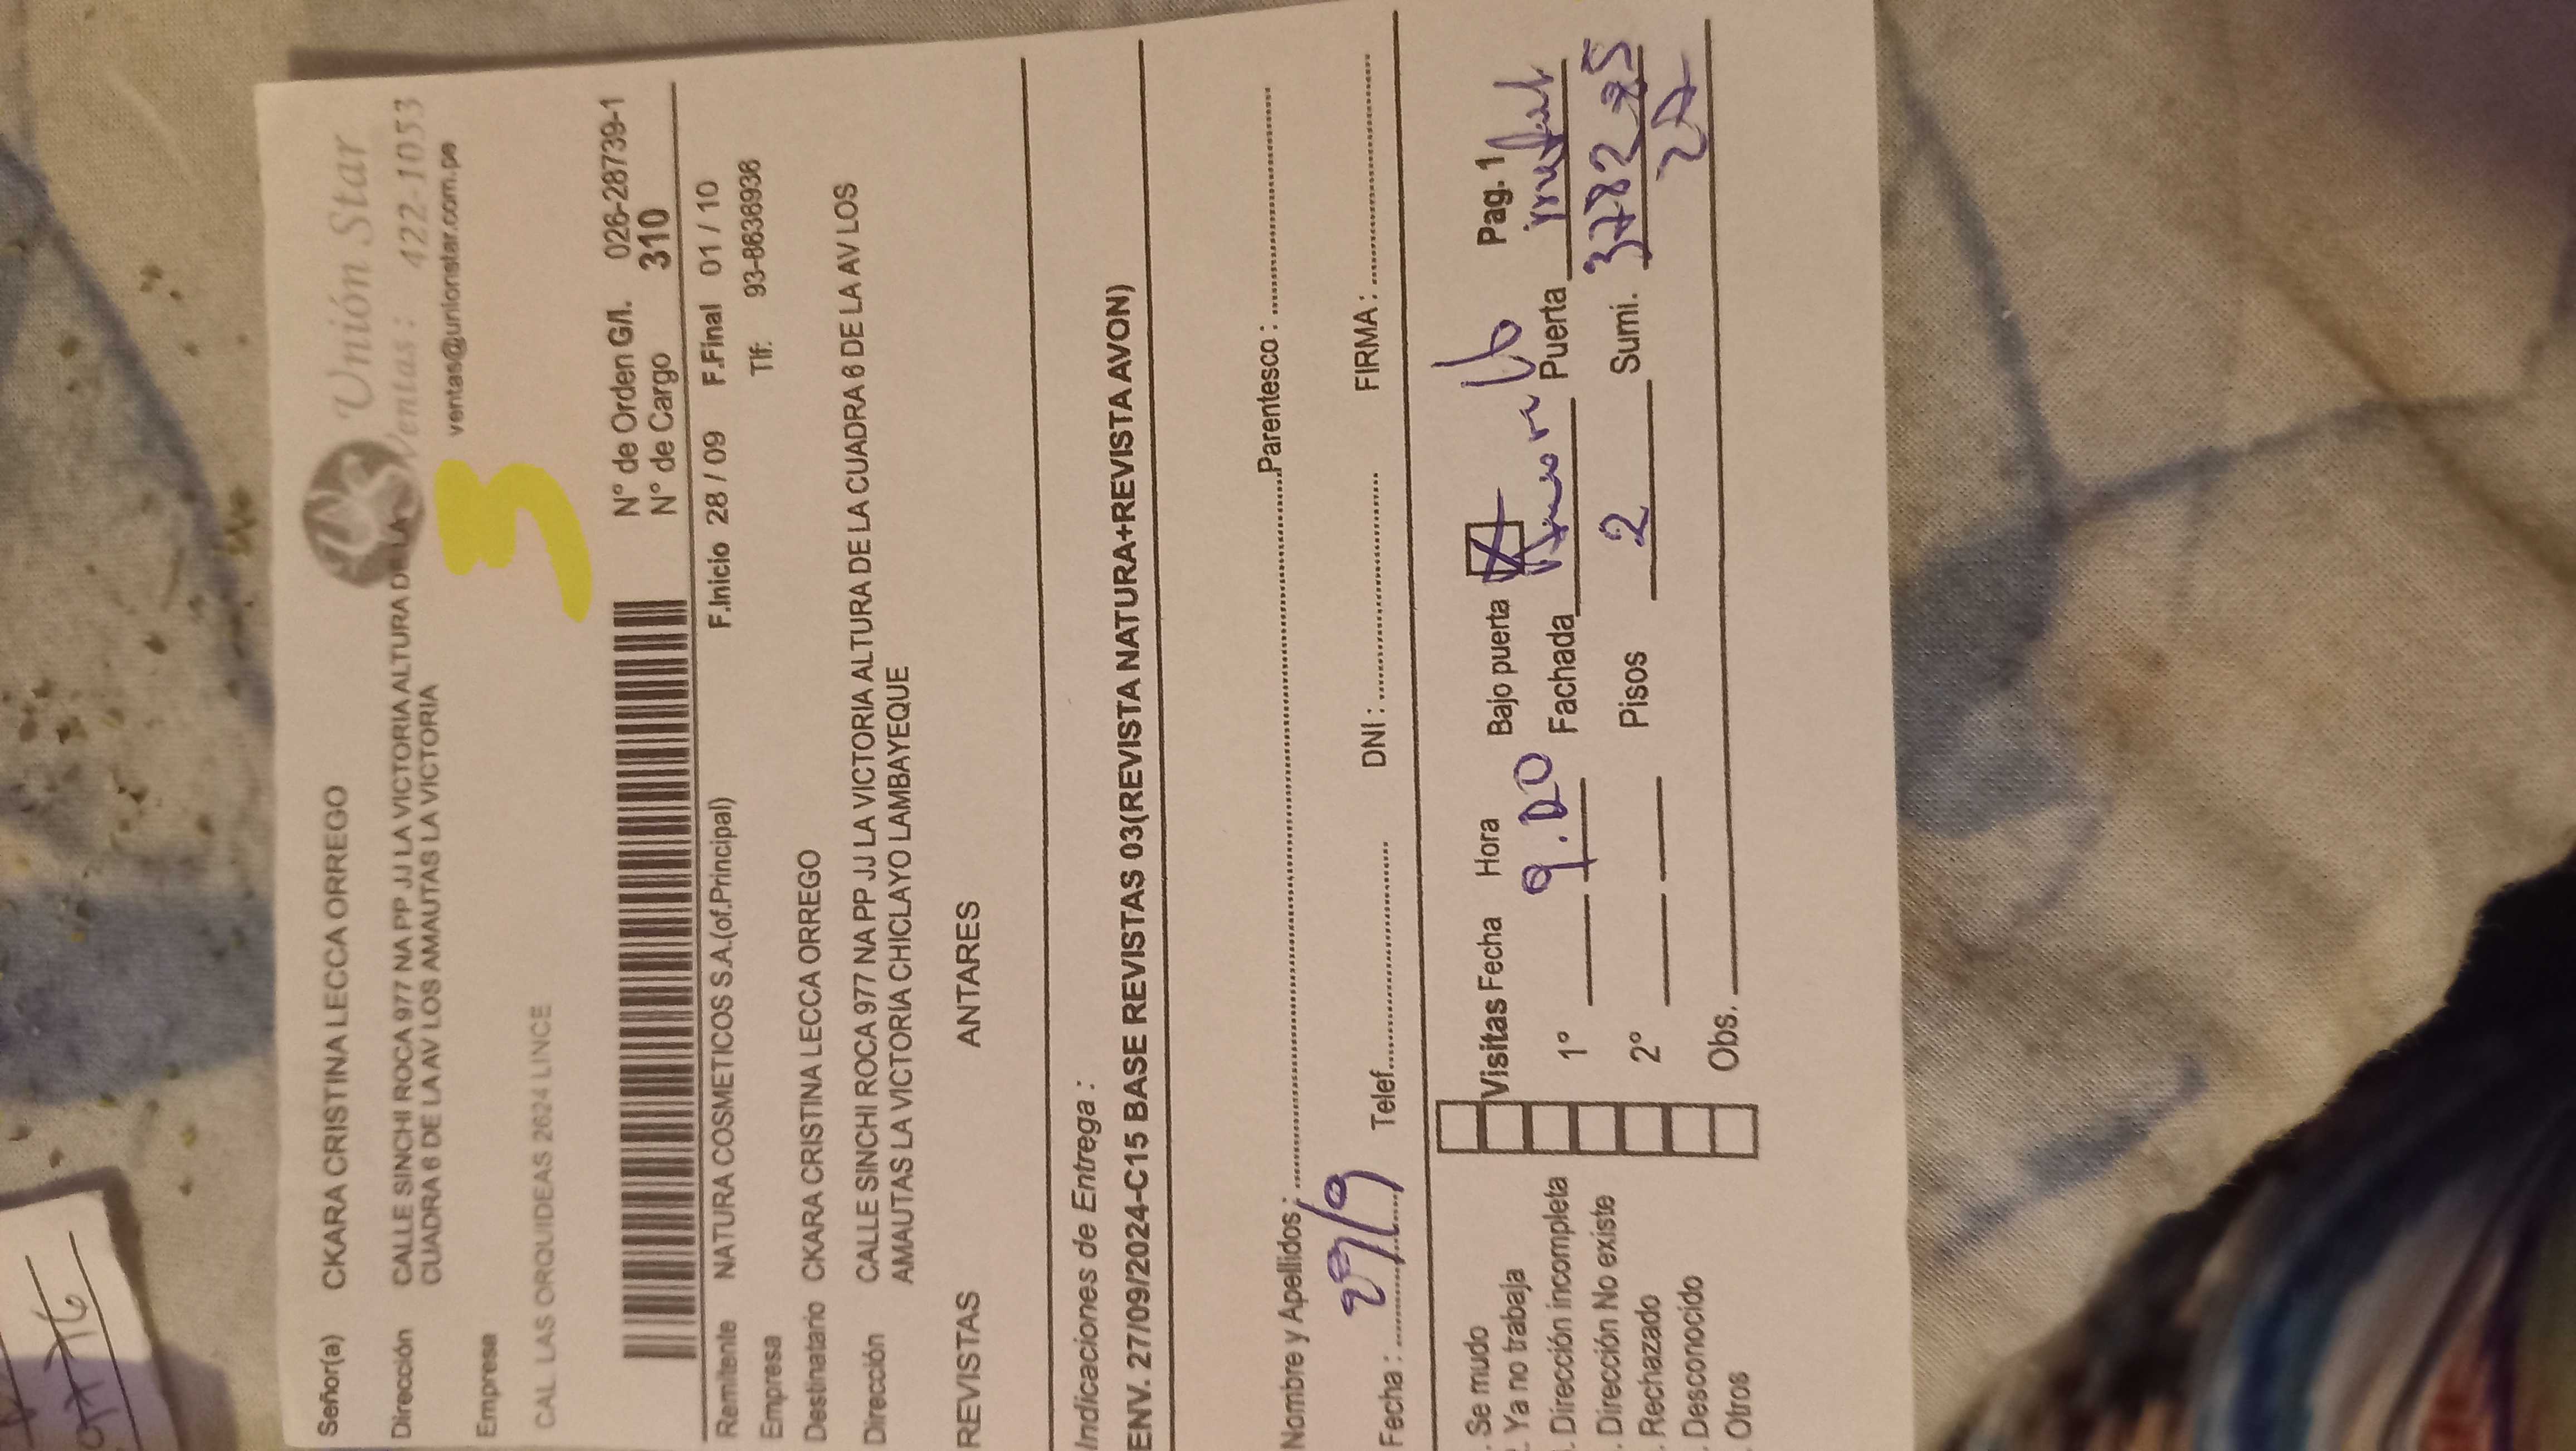 Señor(a) CKARA CRISTINA LECCA ORREGO
Unión Star
Ventas : 422-1053
Dirección CALLE SINCHI ROCA 977 NA PP JJ LA VICTORIA ALTURA DE LA
CUADRA 6 DE LA AV LOS AMAUTAS LA VICTORIA
ventas@unionstar.com.pe
3
Empresa
CAL. LAS ORQUIDEAS 2624 LINCE
N° de Orden G/I. 026-28739-1
N° de Cargo 310
Remitente NATURA COSMETICOS S.A.(of.Principal) F.Inicio 28 / 09 F.Final 01 / 10
Empresa Tlf: 93-8636936
Destinatario CKARA CRISTINA LECCA ORREGO
Dirección CALLE SINCHI ROCA 977 NA PP JJ LA VICTORIA ALTURA DE LA CUADRA 6 DE LA AV LOS
AMAUTAS LA VICTORIA CHICLAYO LAMBAYEQUE
REVISTAS ANTARES
Indicaciones de Entrega :
ENV. 27/09/2024-C15 BASE REVISTAS 03(REVISTA NATURA+REVISTA AVON)
Nombre y Apellidos : Parentesco :
Fecha : Telef. DNI : FIRMA :
. Se mudo
. Ya no trabaja
. Dirección incompleta
. Dirección No existe
. Rechazado
. Desconocido
. Otros
Visitas Fecha Hora Bajo puerta Pag. 1
1° Fachada Puerta
2° Pisos 2 Sumi.
Obs.